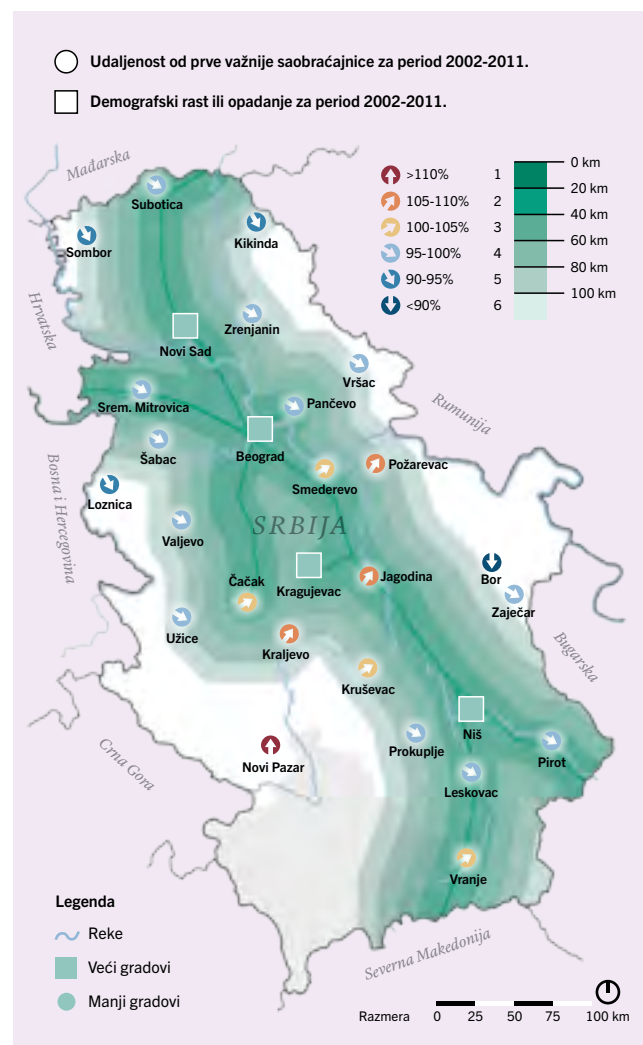 Udaljenost od prve važnije saobraćajnice za period 2002-2011.
Demografski rast ili opadanje za period 2002-2011.
Mađarska
>110% 1
105-110% 2
100-105% 3
95-100% 4
90-95% 5
<90% 6
0 km
20 km
40 km
60 km
80 km
100 km
Subotica
Sombor
Kikinda
Hrvatska
Zrenjanin
Novi Sad
Vršac
Rumunija
Srem. Mitrovica
Pančevo
Beograd
Šabac
Požarevac
Smederevo
Bosna i Hercegovina
Loznica
SRBIJA
Valjevo
Bor
Jagodina
Čačak
Kragujevac
Zaječar
Užice
Kraljevo
Bugarska
Kruševac
Niš
Prokuplje
Pirot
Crna Gora
Novi Pazar
Leskovac
Vranje
Severna Makedonija
Legenda
Reke
Veći gradovi
Manji gradovi
Razmera 0 25 50 75 100 km